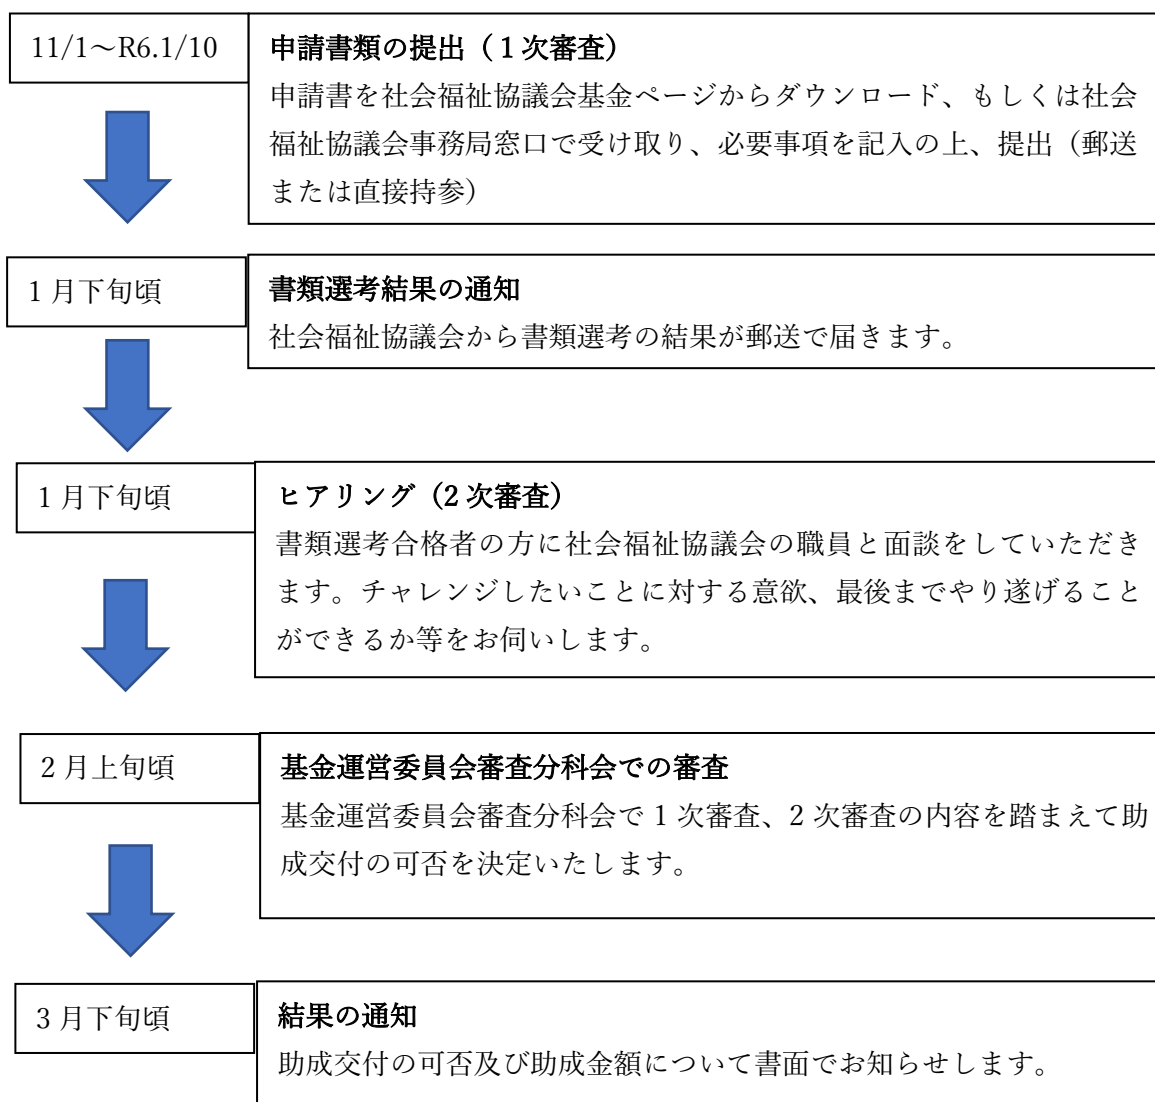 11/1～R6.1/10
申請書類の提出（１次審査）
申請書を社会福祉協議会基金ページからダウンロード、もしくは社会
福祉協議会事務局窓口で受け取り、必要事項を記入の上、提出（郵送
または直接持参）
1 月下旬頃
書類選考結果の通知
社会福祉協議会から書類選考の結果が郵送で届きます。
1 月下旬頃
ヒアリング（2 次審査）
書類選考合格者の方に社会福祉協議会の職員と面談をしていただき
ます。チャレンジしたいことに対する意欲、最後までやり遂げること
ができるか等をお伺いします。
2 月上旬頃
基金運営委員会審査分科会での審査
基金運営委員会審査分科会で 1 次審査、2 次審査の内容を踏まえて助
成交付の可否を決定いたします。
3 月下旬頃
結果の通知
助成交付の可否及び助成金額について書面でお知らせします。